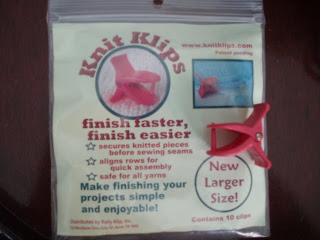 Knit Klips
www.knitklips.com
Patent pending
finish faster,
finish easier
secures knitted pieces
before sewing seams
aligns rows for
quick assembly
safe for all yarns
Make finishing your
projects simple
and enjoyable!
New
Larger
Size!
Contains 10 clips
Distributed by